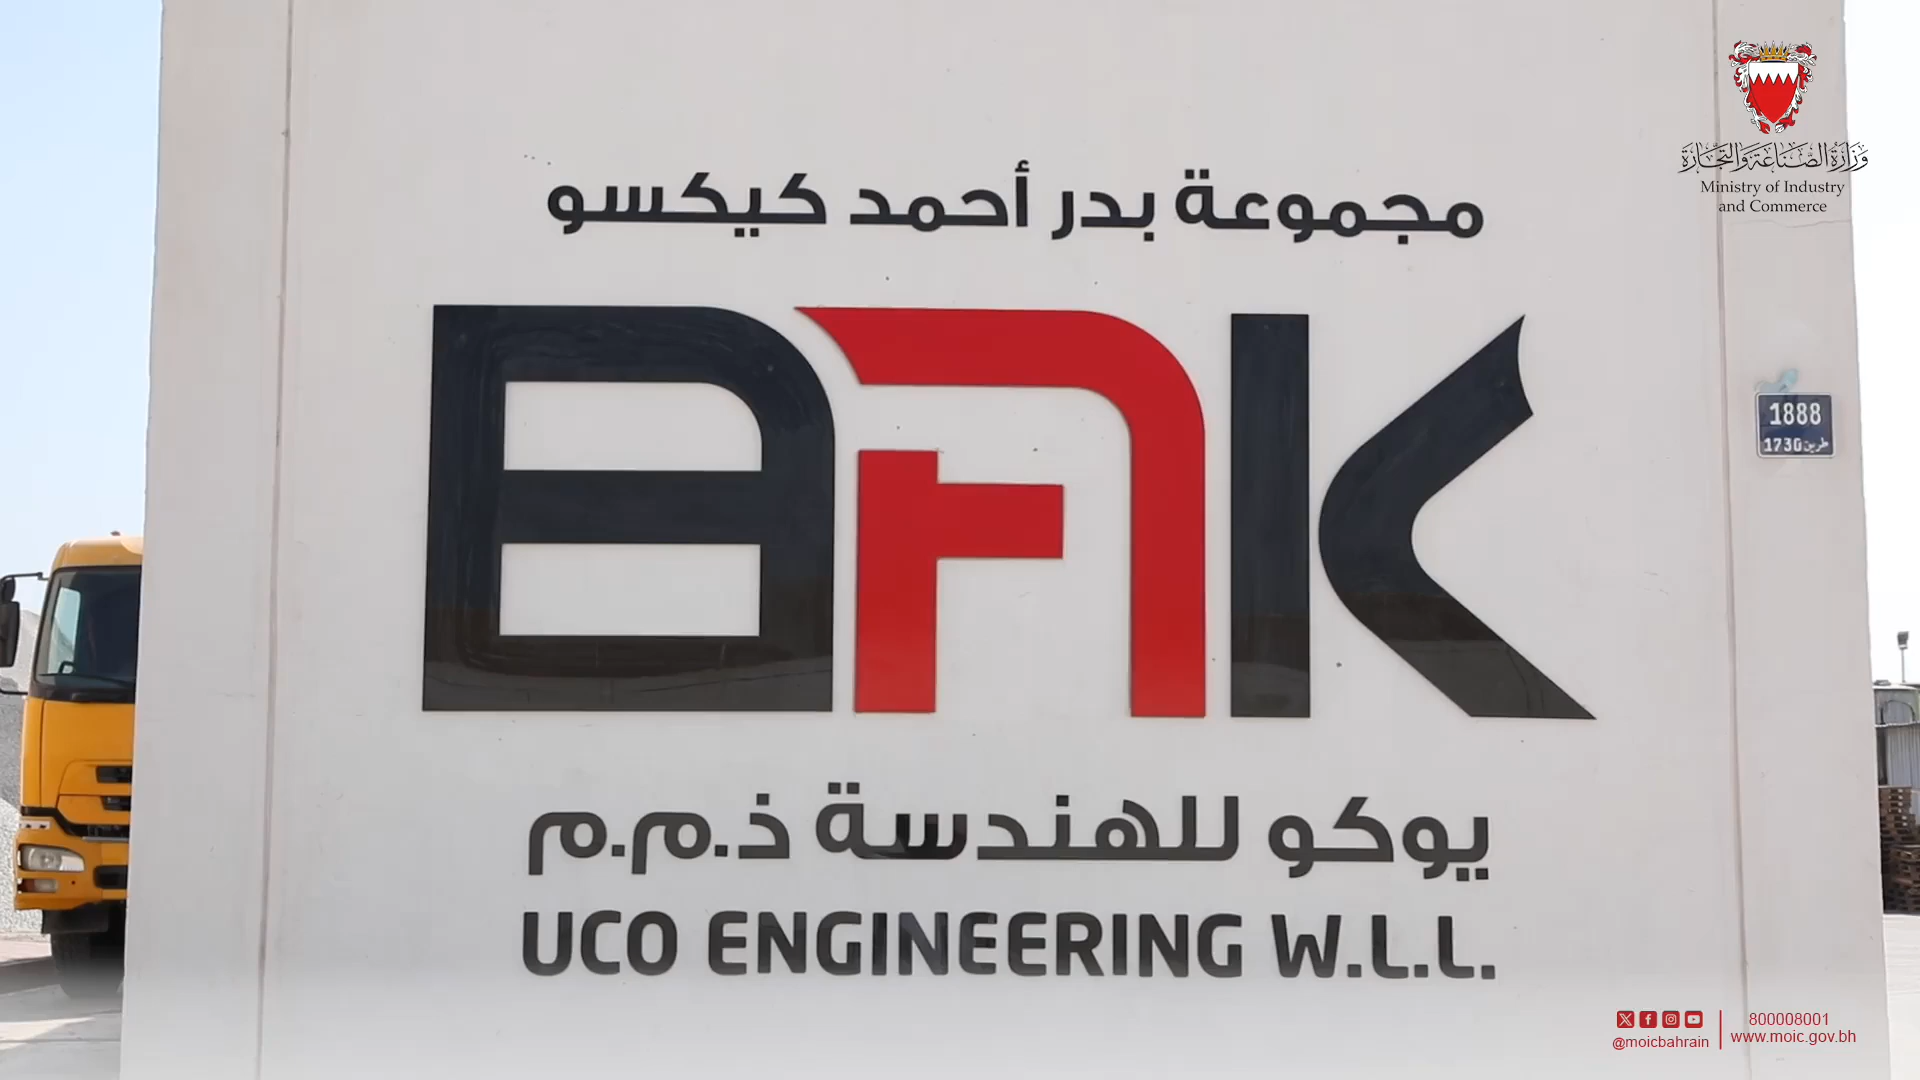 مجموعة بدر أحمد كيكسو
BAK
يوكو للهندسة ذ.م.م
UCO ENGINEERING W.L.L.
وزارة الصناعة والتجارة
Ministry of Industry
and Commerce
1888
طريق 1730
@moicbahrain
800008001
www.moic.gov.bh